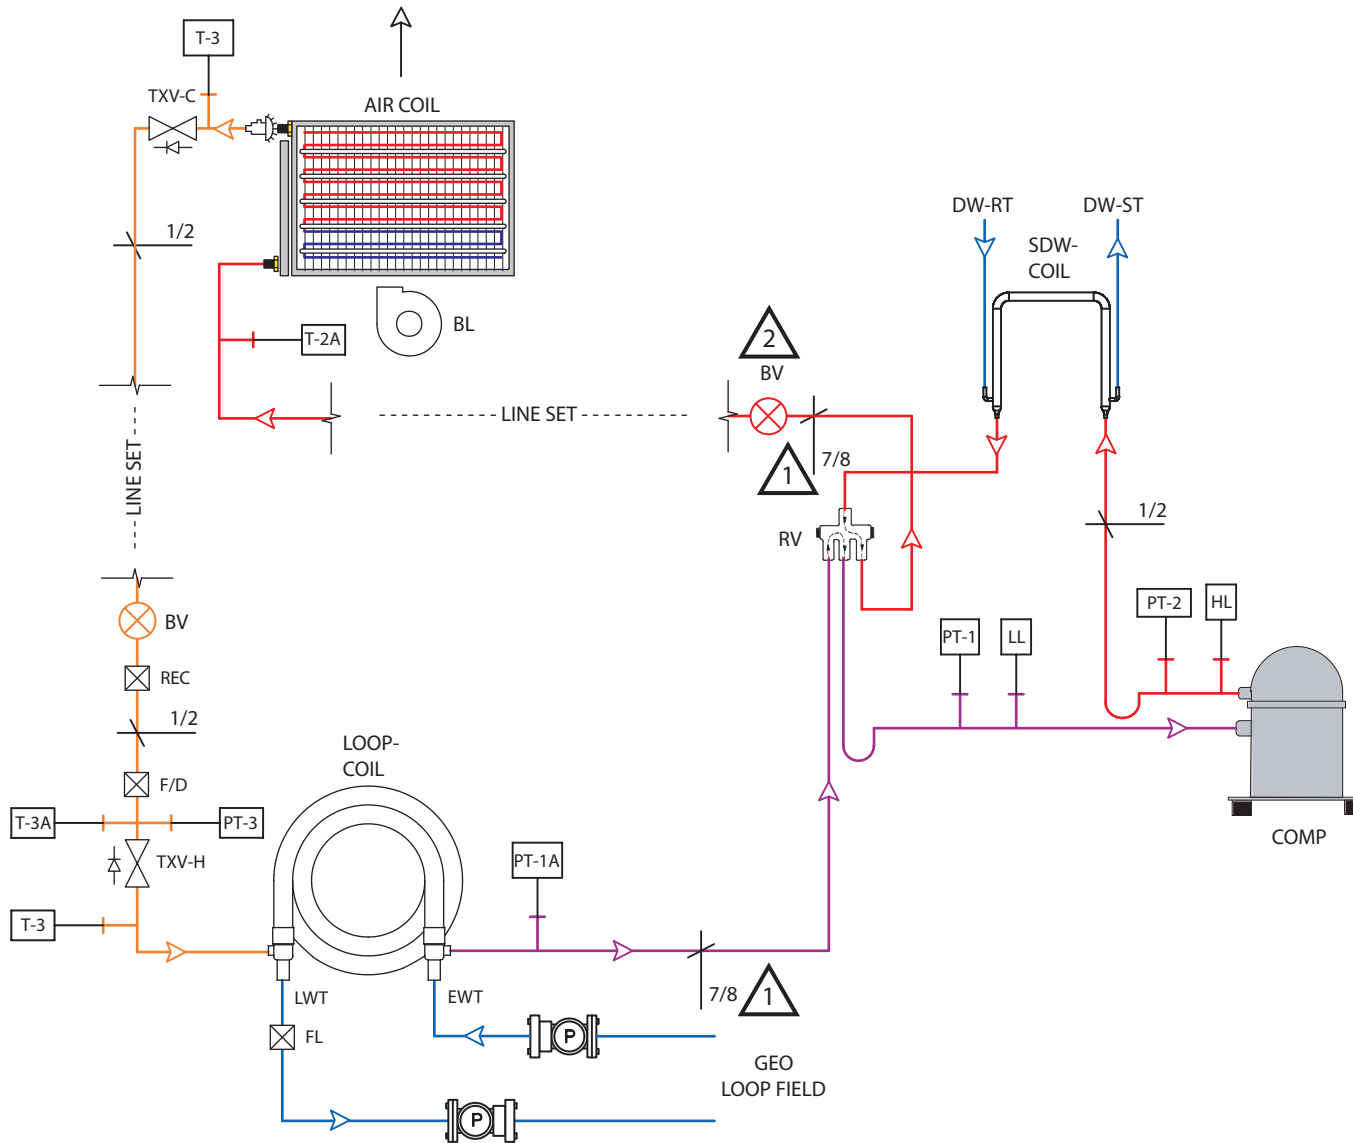 T-3
TXV-C
AIR COIL
1/2
T-2A
BL
LINE SET
LINE SET
2
BV
1
7/8
RV
DW-RT
DW-ST
SDW-
COIL
1/2
PT-2
HL
PT-1
LL
COMP
BV
REC
1/2
F/D
T-3A
PT-3
TXV-H
T-3
LOOP-
COIL
PT-1A
LWT
EWT
7/8
1
FL
P
P
GEO
LOOP FIELD